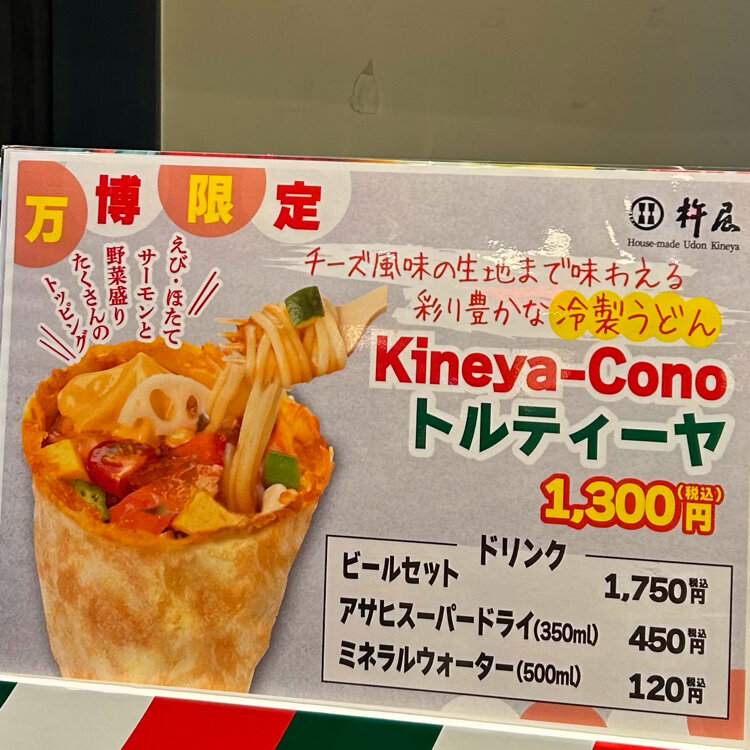 万博限定
杵屋
House-made Udon Kineya
えび・ほたて
サーモンと
野菜盛り
たくさんの
トッピング
チーズ風味の生地まで味わえる
彩り豊かな冷製うどん
Kineya-Cono
トルティーヤ
1,300円(税込)
ドリンク
ビールセット 1,750円税込
アサヒスーパードライ(350ml) 450円税込
ミネラルウォーター(500ml) 120円税込